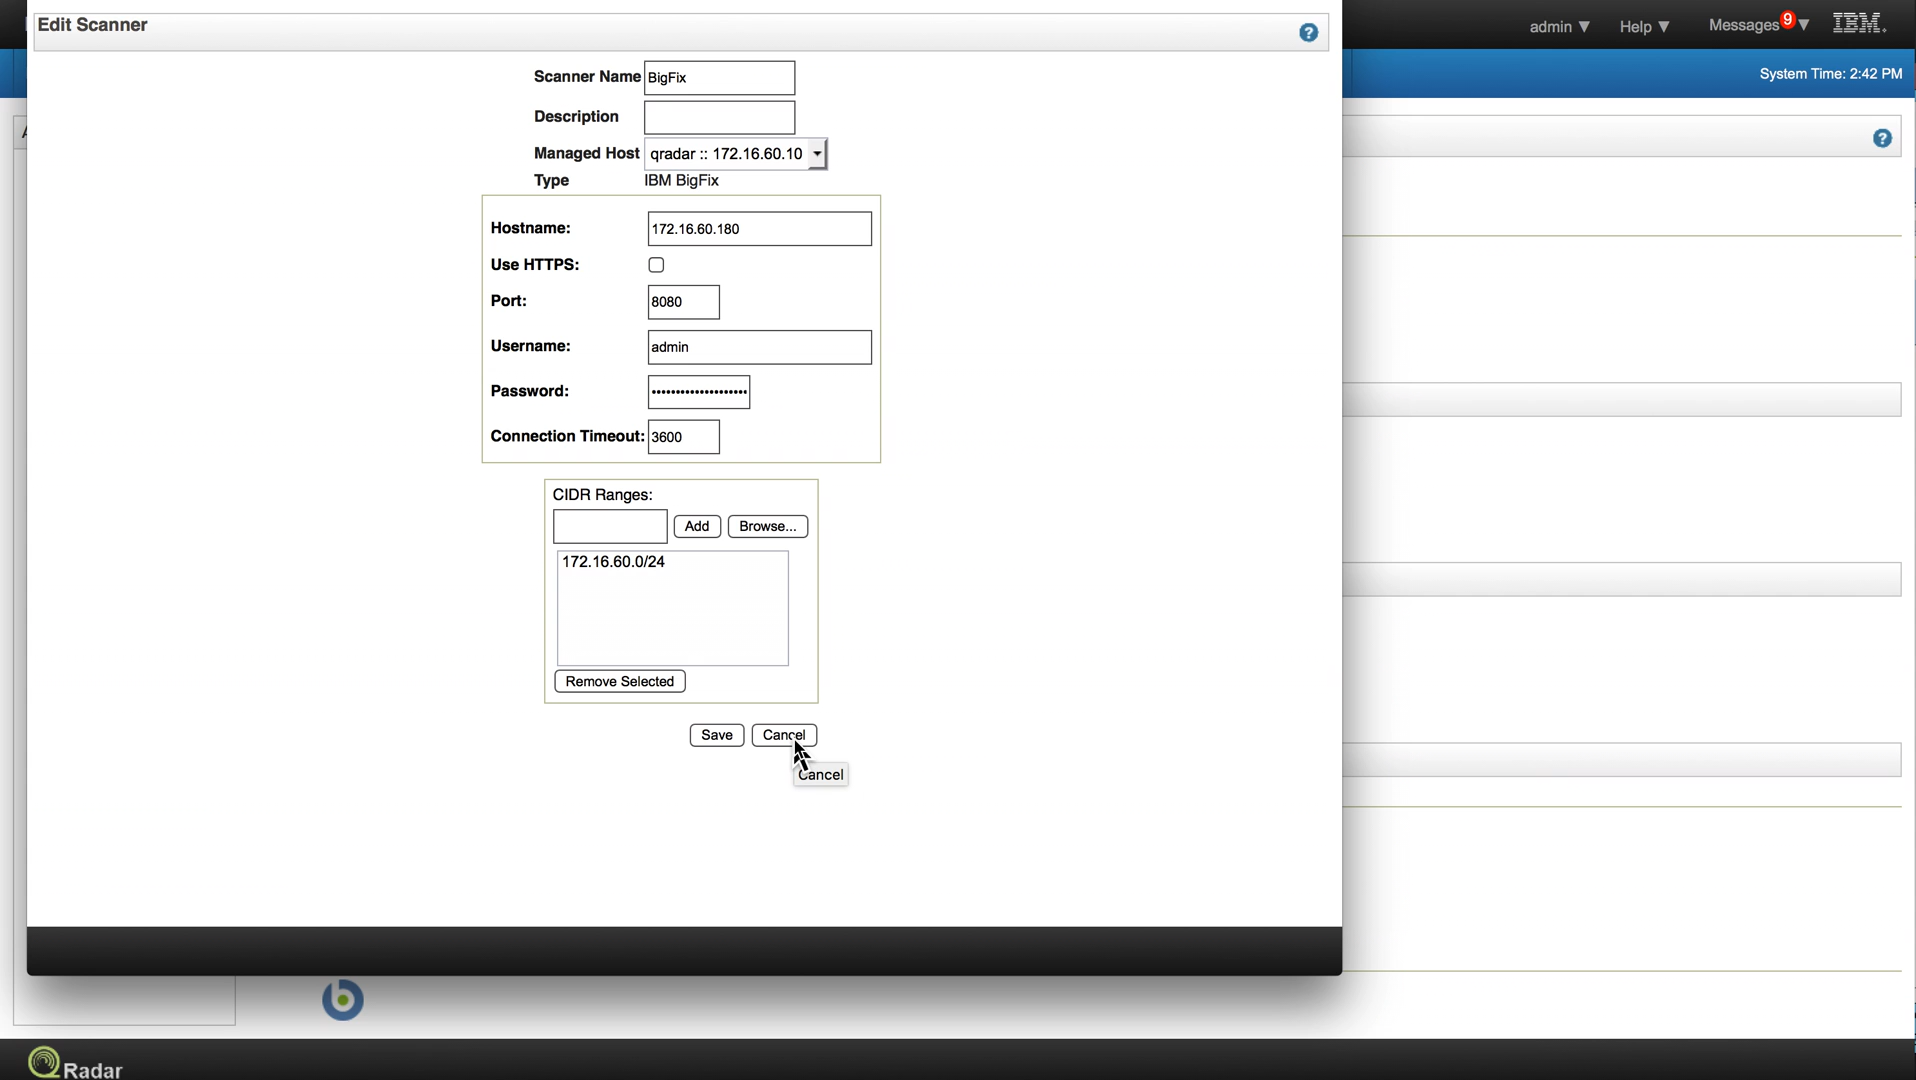 Edit Scanner
admin ▼ Help ▼ Messages 9 ▼ IBM.
System Time: 2:42 PM
Scanner Name BigFix
Description
Managed Host qradar :: 172.16.60.10
Type IBM BigFix
Hostname: 172.16.60.180
Use HTTPS:
Port: 8080
Username: admin
Password: ••••••••••••••••••••
Connection Timeout: 3600
CIDR Ranges:
Add Browse...
172.16.60.0/24
Remove Selected
Save Cancel
Cancel
QRadar